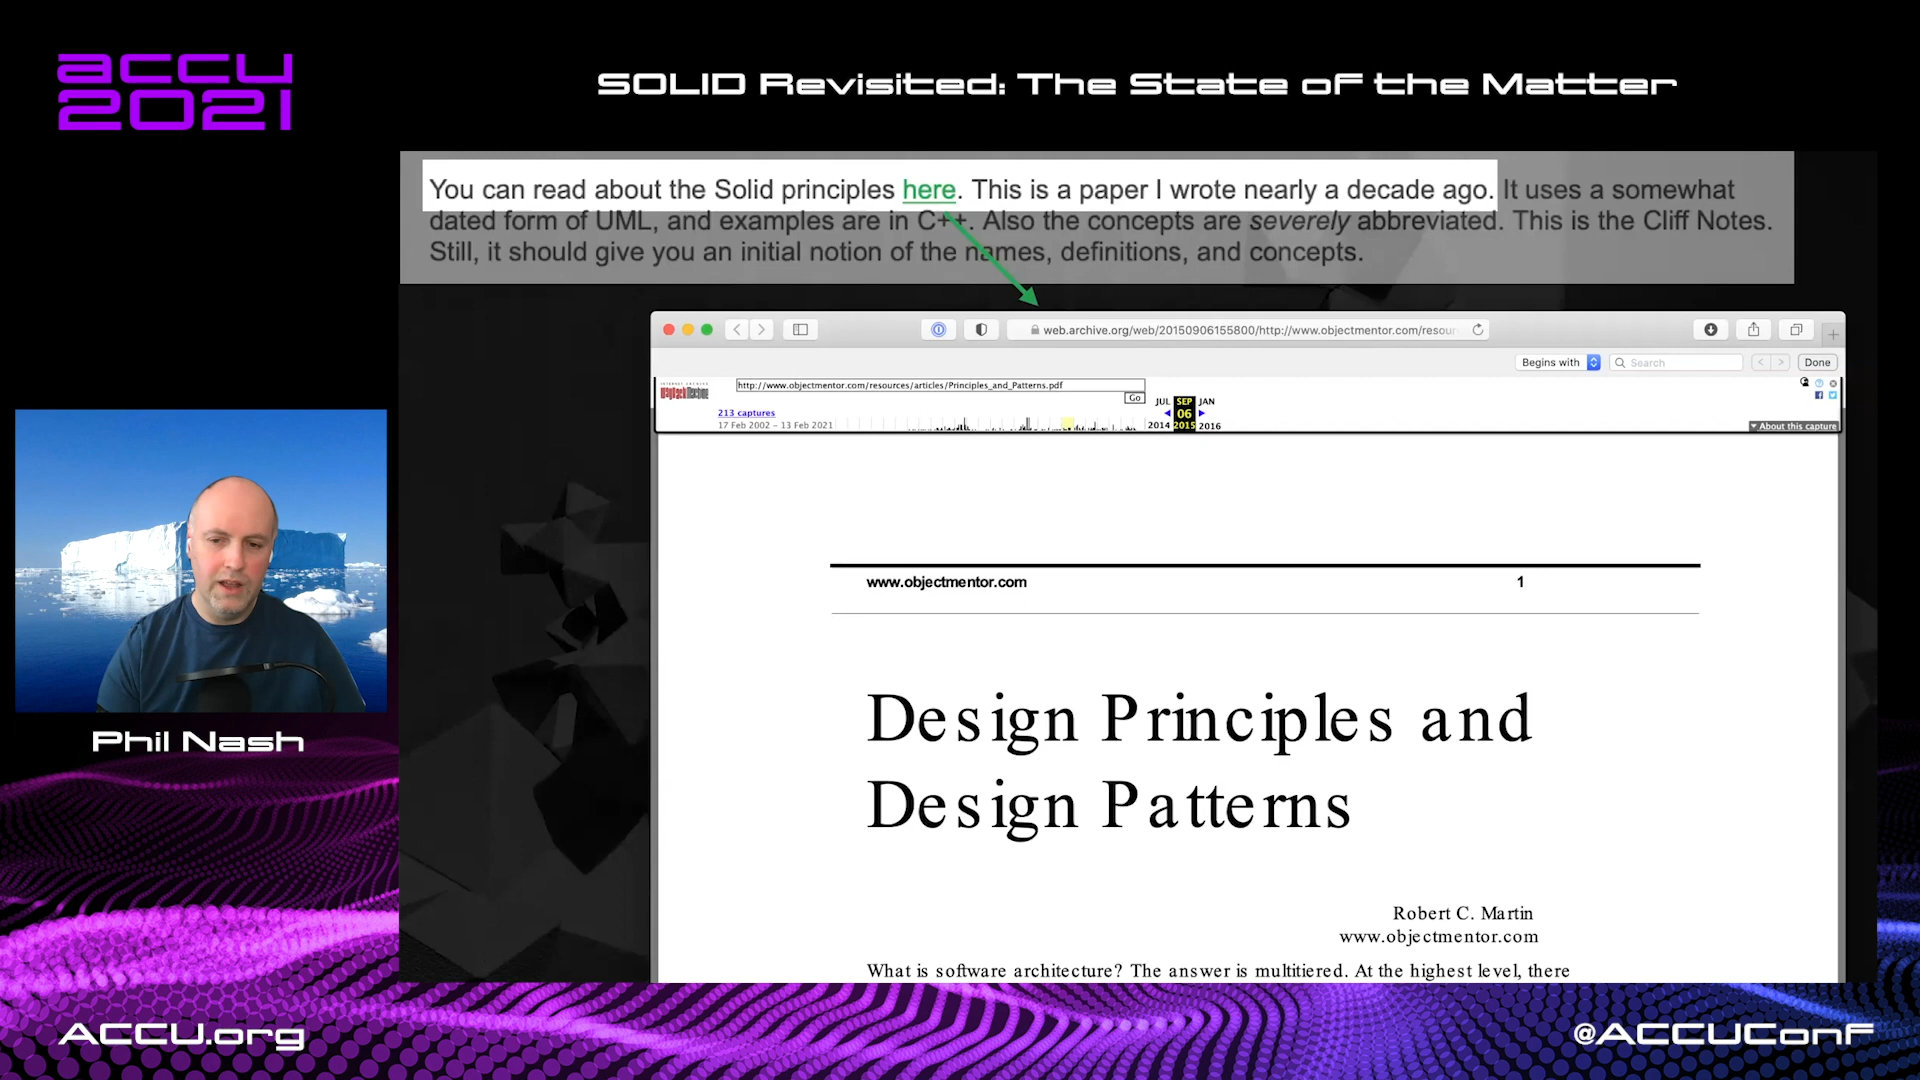 accu
2021
SOLID Revisited: The State of the Matter
You can read about the Solid principles here. This is a paper I wrote nearly a decade ago. It uses a somewhat
dated form of UML, and examples are in C++. Also the concepts are severely abbreviated. This is the Cliff Notes.
Still, it should give you an initial notion of the names, definitions, and concepts.
web.archive.org/web/20150906155800/http://www.objectmentor.com/resour
Begins with
Search
Done
INTERNET ARCHIVE
WayBackMachine
http://www.objectmentor.com/resources/articles/Principles_and_Patterns.pdf
Go
213 captures
17 Feb 2002 – 13 Feb 2021
JUL SEP JAN
06
2014 2015 2016
About this capture
www.objectmentor.com 1
Design Principles and
Design Patterns
Robert C. Martin
www.objectmentor.com
What is software architecture? The answer is multitiered. At the highest level, there
Phil Nash
ACCU.org
@ACCUConf